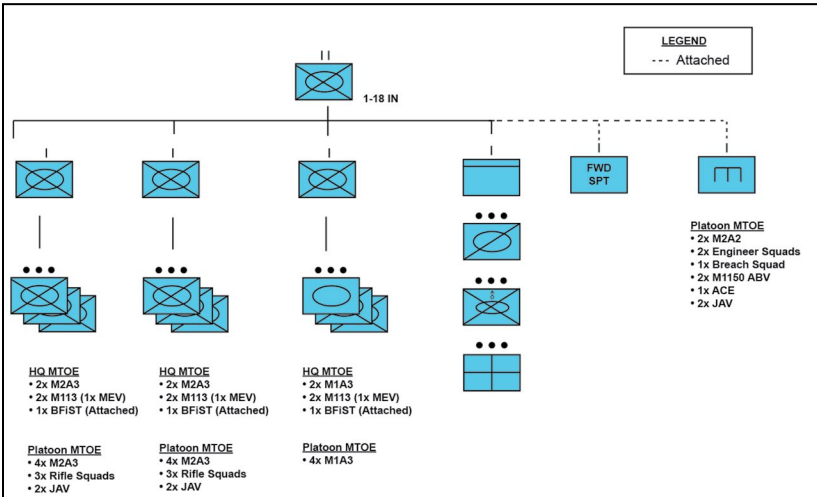 LEGEND
--- Attached
1-18 IN
FWD
SPT
HQ MTOE
• 2x M2A3
• 2x M113 (1x MEV)
• 1x BFiST (Attached)
Platoon MTOE
• 4x M2A3
• 3x Rifle Squads
• 2x JAV
HQ MTOE
• 2x M2A3
• 2x M113 (1x MEV)
• 1x BFiST (Attached)
Platoon MTOE
• 4x M2A3
• 3x Rifle Squads
• 2x JAV
HQ MTOE
• 2x M1A3
• 2x M113 (1x MEV)
• 1x BFiST (Attached)
Platoon MTOE
• 4x M1A3
Platoon MTOE
• 2x M2A2
• 2x Engineer Squads
• 1x Breach Squad
• 2x M1150 ABV
• 1x ACE
• 2x JAV